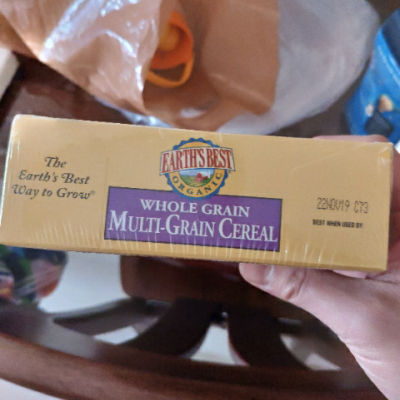 The
Earth's Best
Way to Grow®
EARTH'S BEST
ORGANIC
WHOLE GRAIN
MULTI-GRAIN CEREAL
22NOV19 C73
BEST WHEN USED BY: